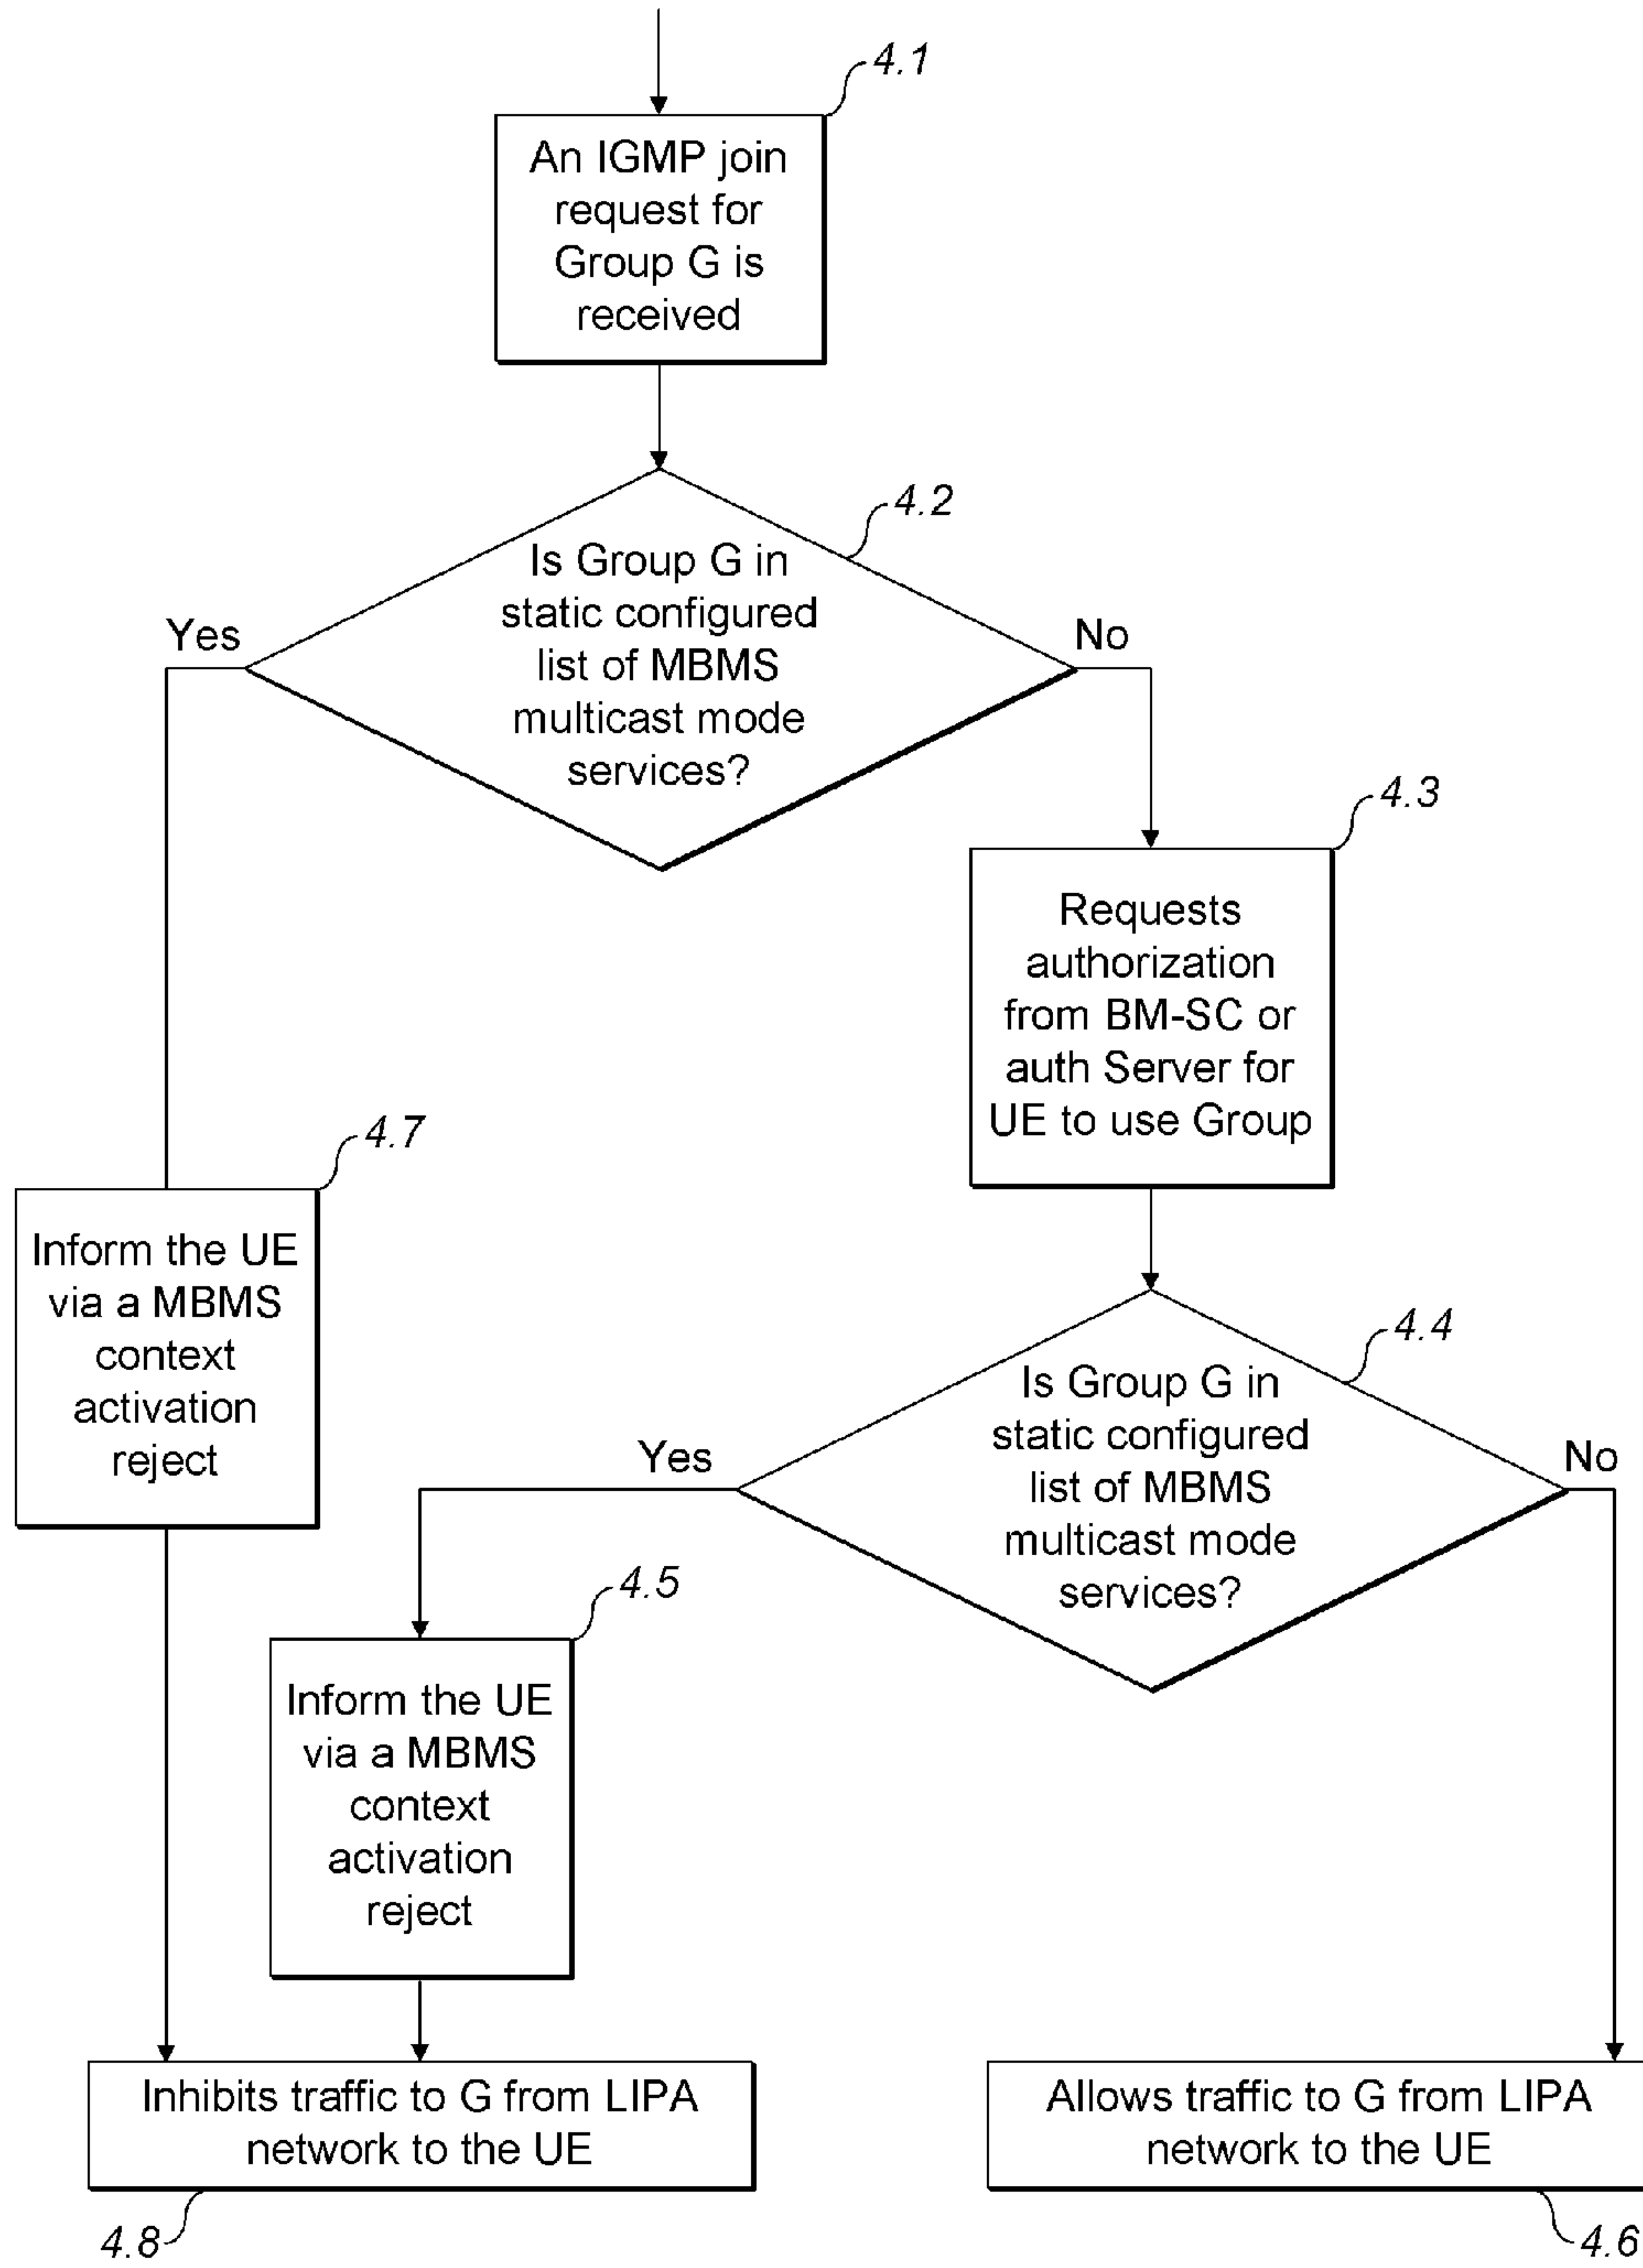 4.1
An IGMP join
request for
Group G is
received
4.2
Is Group G in
static configured
list of MBMS
multicast mode
services?
Yes
No
4.3
Requests
authorization
from BM-SC or
auth Server for
UE to use Group
4.7
Inform the UE
via a MBMS
context
activation
reject
4.4
Is Group G in
static configured
list of MBMS
multicast mode
services?
Yes
No
4.5
Inform the UE
via a MBMS
context
activation
reject
Inhibits traffic to G from LIPA
network to the UE
4.8
Allows traffic to G from LIPA
network to the UE
4.6